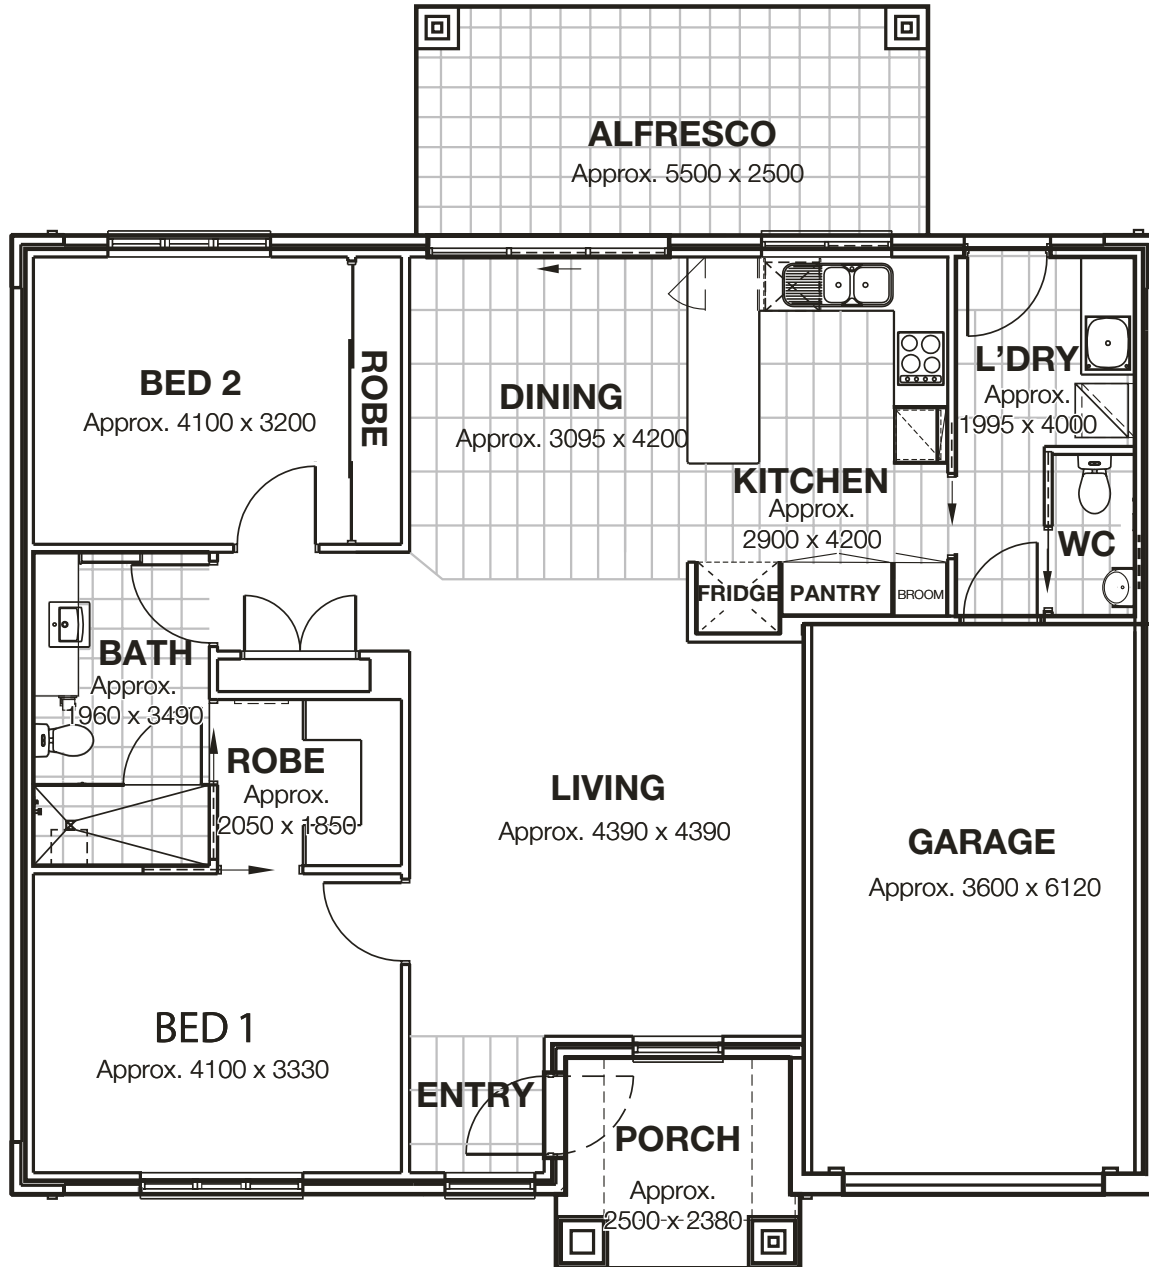 ALFRESCO
Approx. 5500 x 2500
BED 2
Approx. 4100 x 3200
ROBE
DINING
Approx. 3095 x 4200
KITCHEN
Approx.
2900 x 4200
L'DRY
Approx.
1995 x 4000
WC
FRIDGE
PANTRY
BROOM
BATH
Approx.
1960 x 3490
ROBE
Approx.
2050 x 1850
LIVING
Approx. 4390 x 4390
GARAGE
Approx. 3600 x 6120
BED 1
Approx. 4100 x 3330
ENTRY
PORCH
Approx.
2500 x 2380